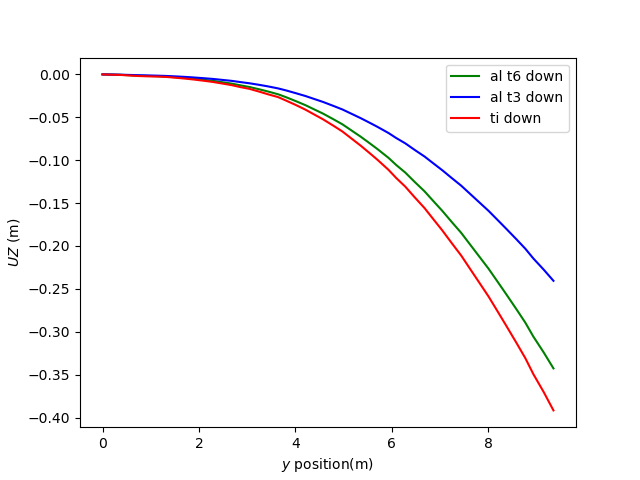 0.00
−0.05
−0.10
−0.15
−0.20
−0.25
−0.30
−0.35
−0.40
UZ (m)
al t6 down
al t3 down
ti down
0 2 4 6 8
y position(m)